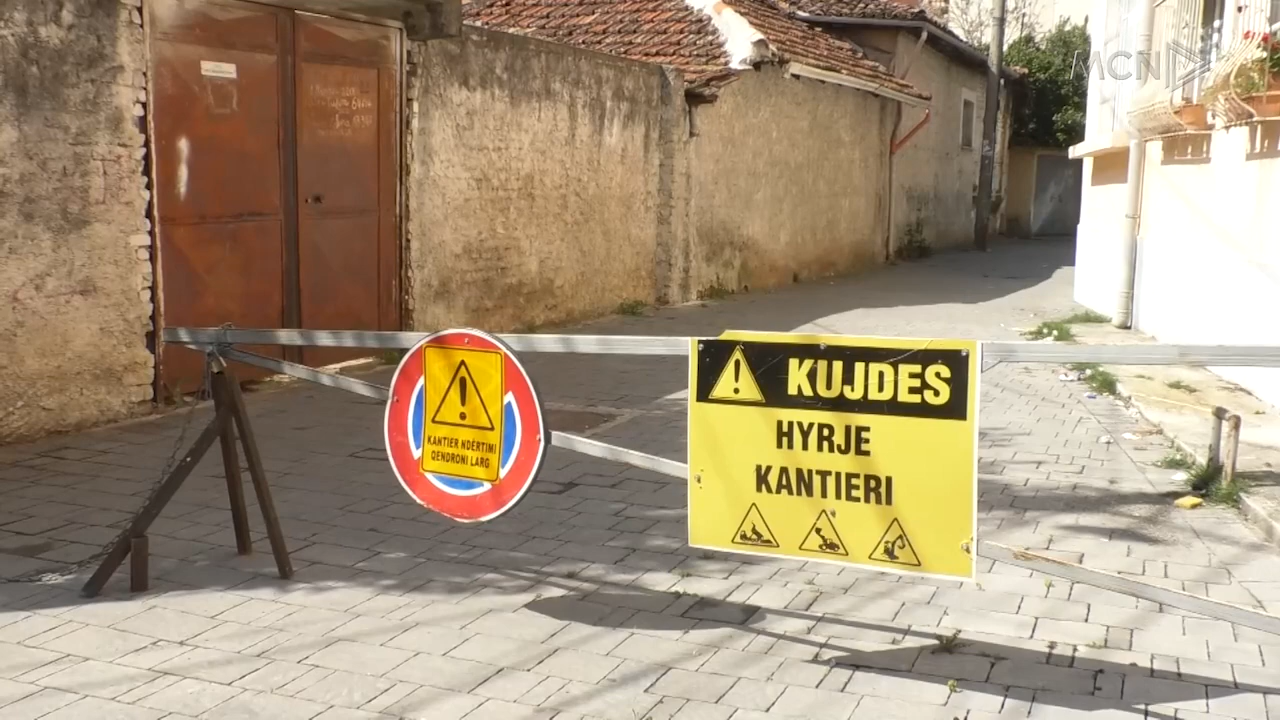 MCN
KUJDES
HYRJE
KANTIERI
KANTIER NDËRTIMI
QENDRONI LARG